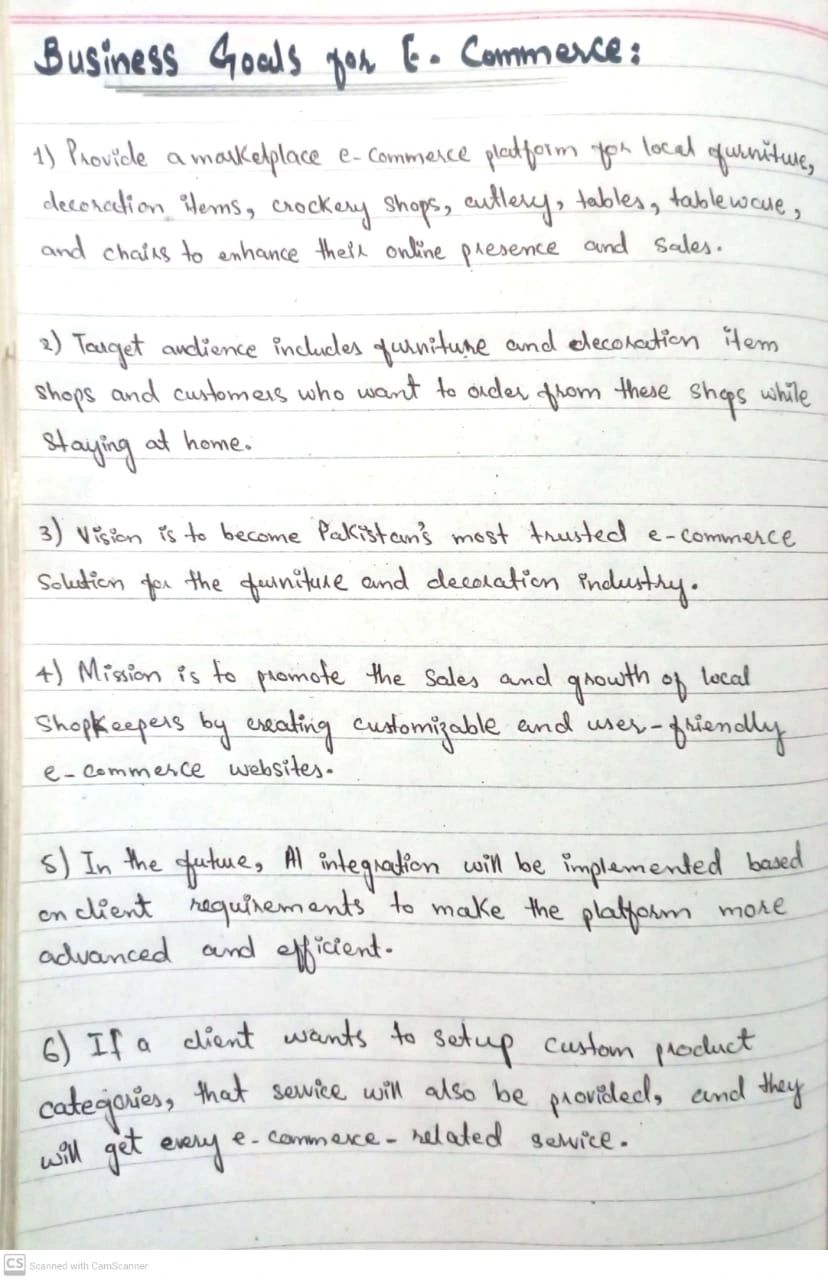 Business Goals for E-Commerce:
1) Provide a marketplace e-commerce platform for local furniture,
decoration items, crockery shops, cutlery, tables, tableware,
and chairs to enhance their online presence and sales.
2) Target audience includes furniture and decoration item
shops and customers who want to order from these shops while
staying at home.
3) Vision is to become Pakistan's most trusted e-commerce
solution for the furniture and decoration industry.
4) Mission is to promote the sales and growth of local
shopkeepers by creating customizable and user-friendly
e-commerce websites.
5) In the future, AI integration will be implemented based
on client requirements to make the platform more
advanced and efficient.
6) If a client wants to setup custom product
categories, that service will also be provided, and they
will get every e-commerce-related service.
CS Scanned with CamScanner